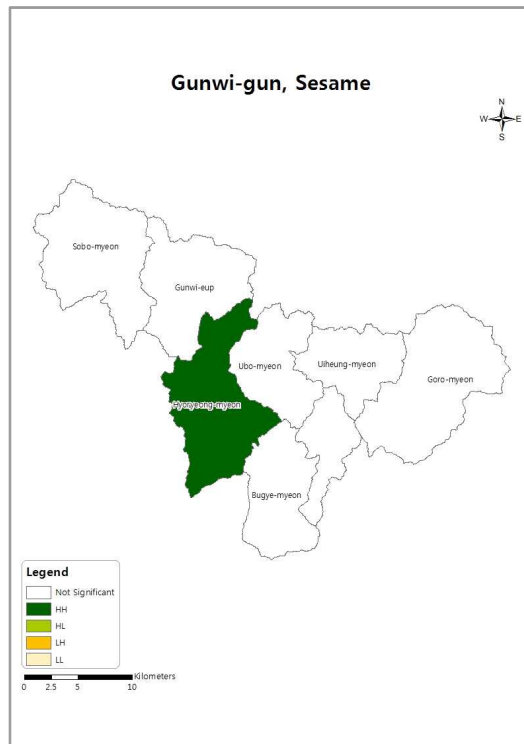 Gunwi-gun, Sesame
N
W E
S
Sobo-myeon
Gunwi-eup
Ubo-myeon
Uiheung-myeon
Goro-myeon
Hyoryeong-myeon
Bugye-myeon
Legend
Not Significant
HH
HL
LH
LL
Kilometers
0 2.5 5 10